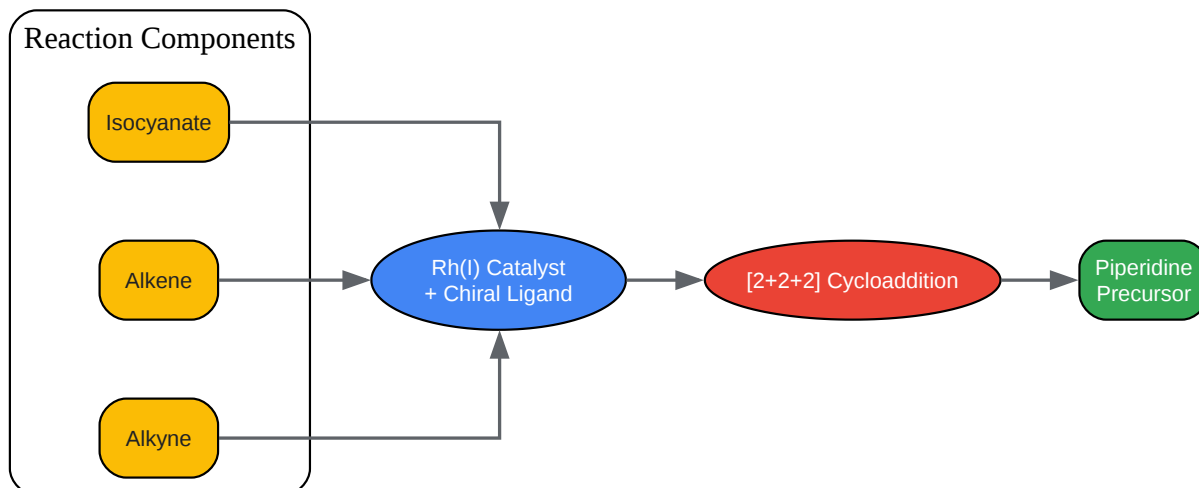 Reaction Components
Isocyanate
Alkene
Alkyne
Rh(I) Catalyst
+ Chiral Ligand
[2+2+2] Cycloaddition
Piperidine
Precursor